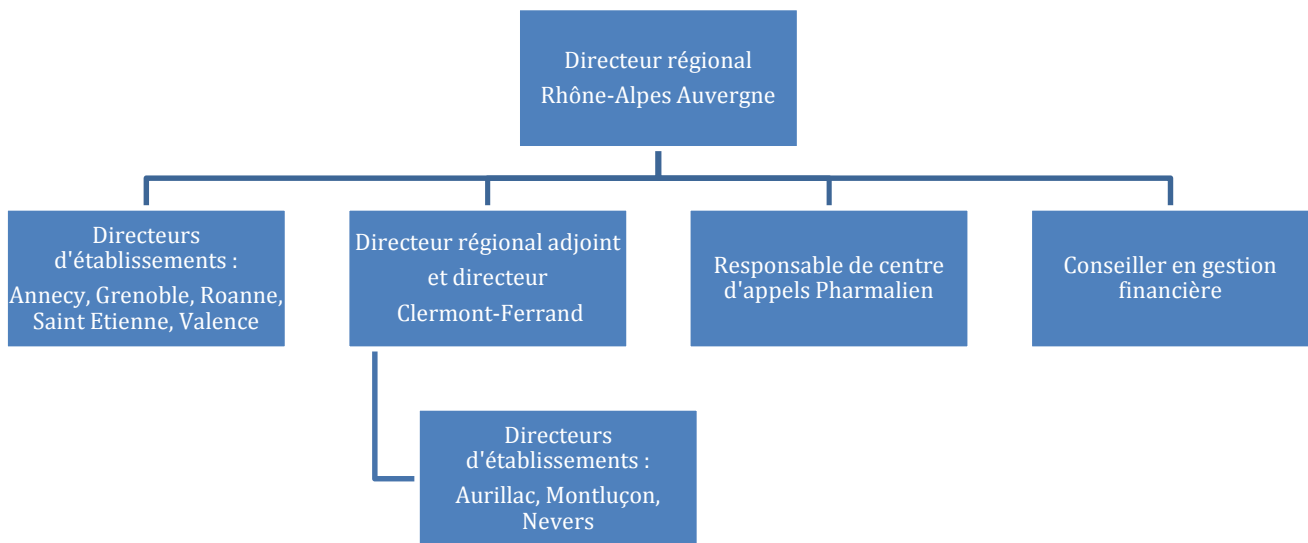 Directeur régional
Rhône-Alpes Auvergne
Directeurs
d'établissements :
Annecy, Grenoble, Roanne,
Saint Etienne, Valence
Directeur régional adjoint
et directeur
Clermont-Ferrand
Responsable de centre
d'appels Pharmalien
Conseiller en gestion
financière
Directeurs
d'établissements :
Aurillac, Montluçon,
Nevers